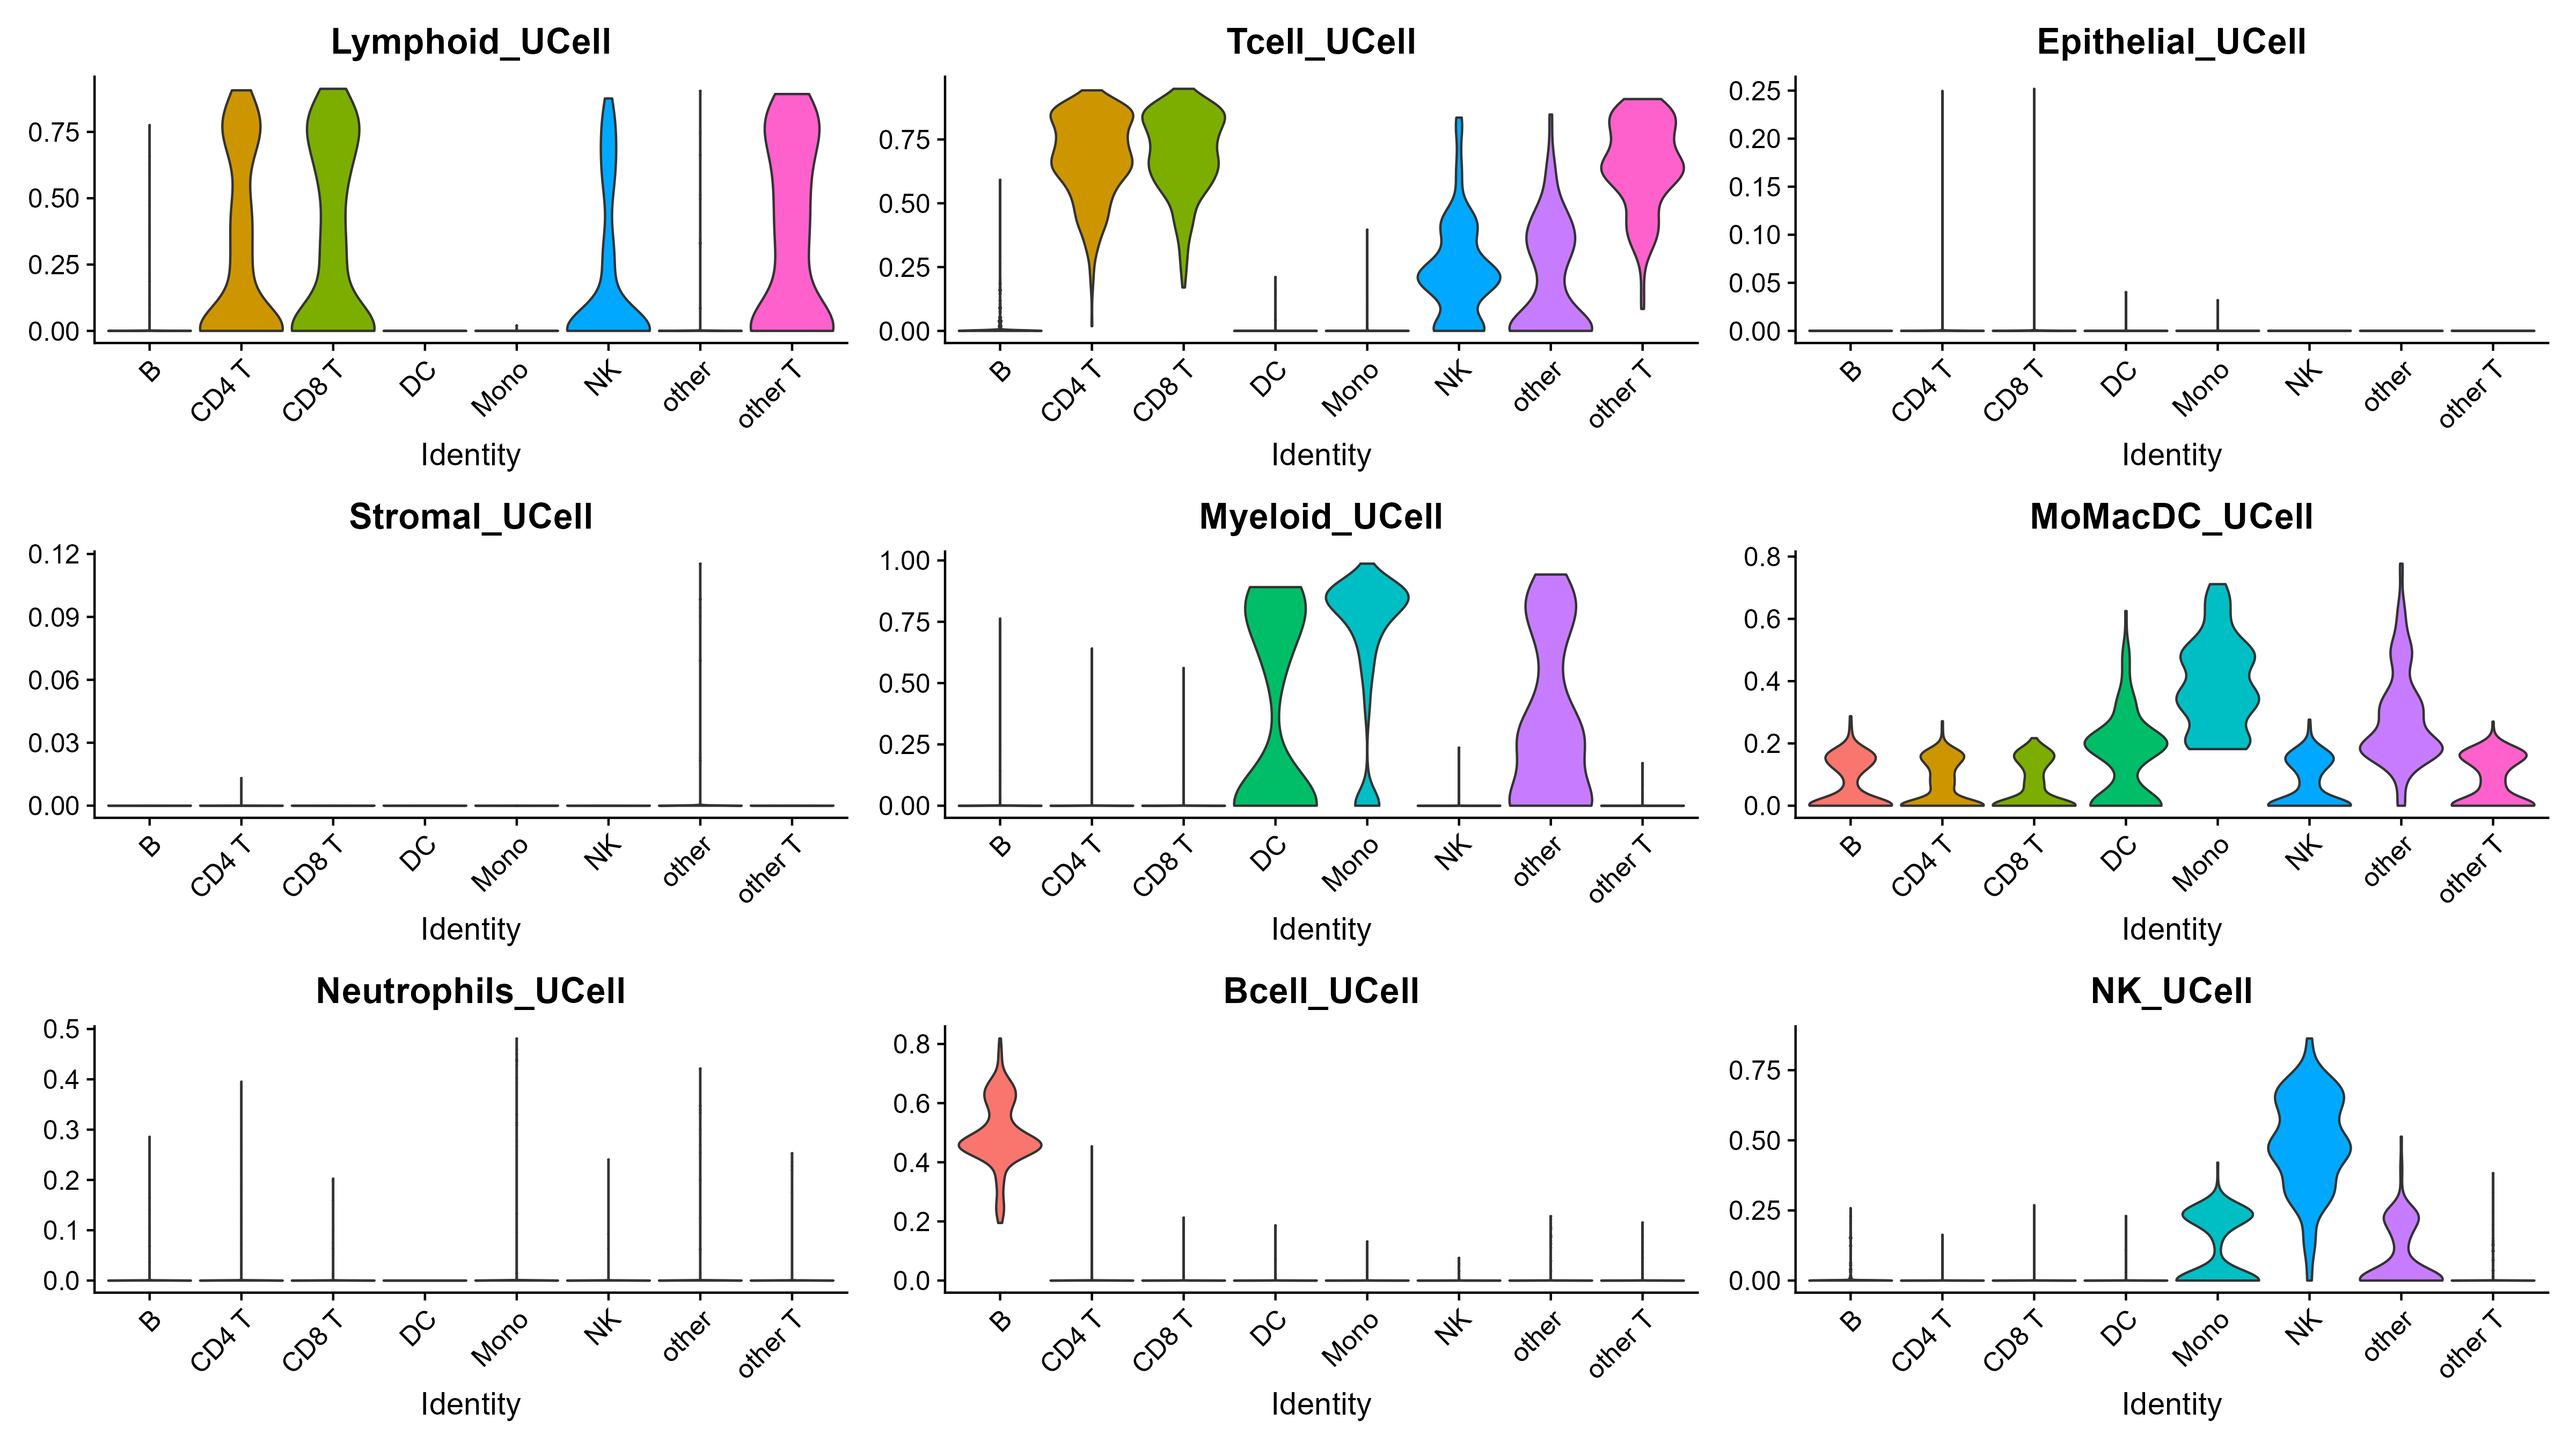 Lymphoid_UCell
0.75
0.50
0.25
0.00
B CD4 T CD8 T DC Mono NK other other T
Identity
Tcell_UCell
0.75
0.50
0.25
0.00
B CD4 T CD8 T DC Mono NK other other T
Identity
Epithelial_UCell
0.25
0.20
0.15
0.10
0.05
0.00
B CD4 T CD8 T DC Mono NK other other T
Identity
Stromal_UCell
0.12
0.09
0.06
0.03
0.00
B CD4 T CD8 T DC Mono NK other other T
Identity
Myeloid_UCell
1.00
0.75
0.50
0.25
0.00
B CD4 T CD8 T DC Mono NK other other T
Identity
MoMacDC_UCell
0.8
0.6
0.4
0.2
0.0
B CD4 T CD8 T DC Mono NK other other T
Identity
Neutrophils_UCell
0.5
0.4
0.3
0.2
0.1
0.0
B CD4 T CD8 T DC Mono NK other other T
Identity
Bcell_UCell
0.8
0.6
0.4
0.2
0.0
B CD4 T CD8 T DC Mono NK other other T
Identity
NK_UCell
0.75
0.50
0.25
0.00
B CD4 T CD8 T DC Mono NK other other T
Identity